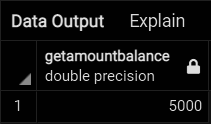 Data Output Explain
getamountbalance
double precision
1 5000